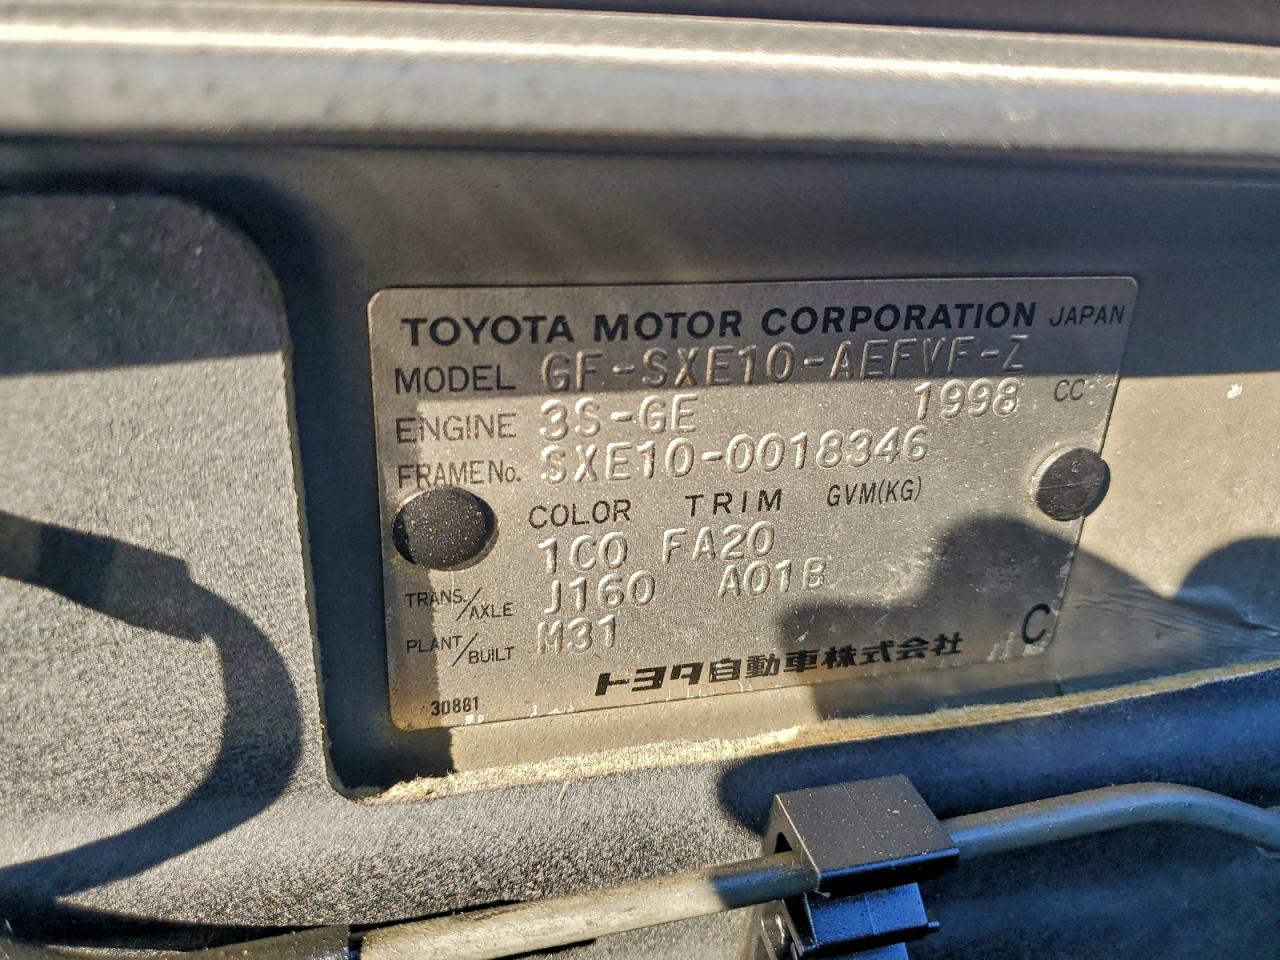 TOYOTA MOTOR CORPORATION JAPAN
MODEL GF-SXE10-AEFVF-Z
ENGINE 3S-GE 1998 CC
FRAME No. SXE10-0018346
COLOR TRIM GVM(KG)
1C0 FA20
TRANS./AXLE J160 A01B
PLANT/BUILT M31
C
トヨタ自動車株式会社
30881